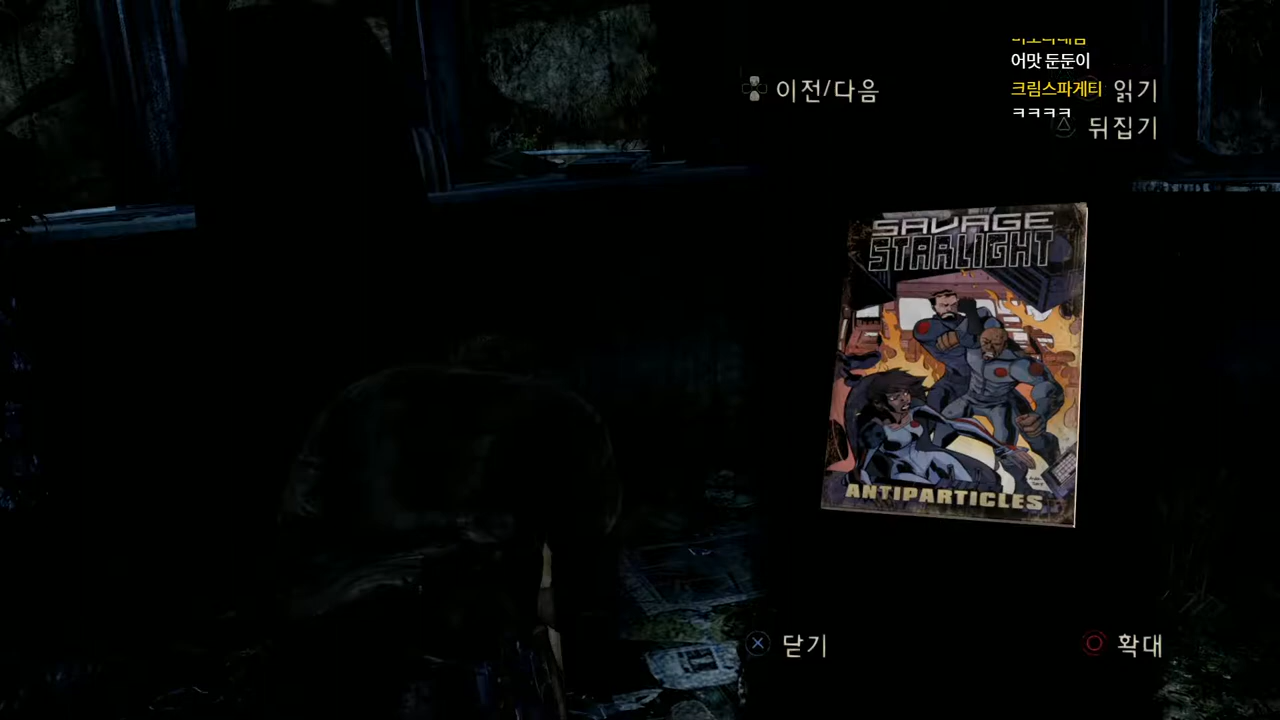 어맛 둔둔이
이전/다음
크림스파게티
읽기
ㅋㅋㅋㅋ
뒤집기
SAVAGE
STARLIGHT
ANTIPARTICLES
닫기
확대